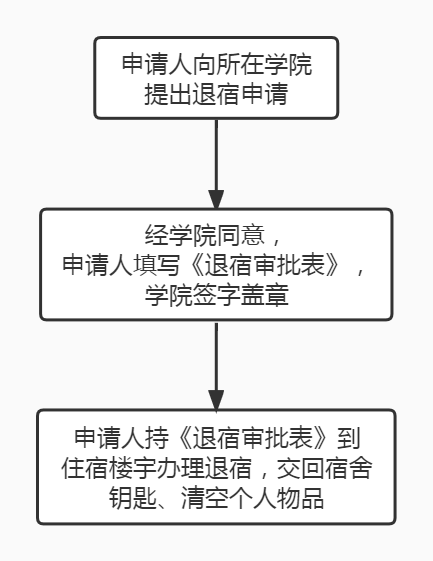 申请人向所在学院
提出退宿申请
经学院同意，
申请人填写《退宿审批表》，
学院签字盖章
申请人持《退宿审批表》到
住宿楼宇办理退宿，交回宿舍
钥匙、清空个人物品